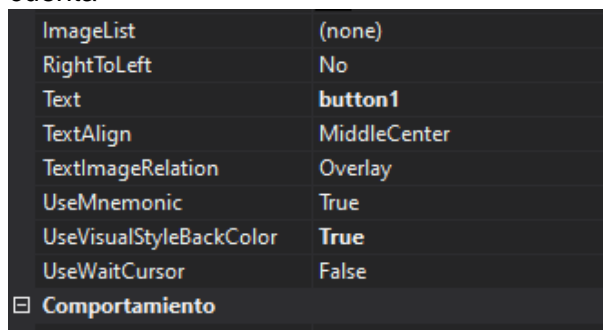 ImageList (none)
RightToLeft No
Text button1
TextAlign MiddleCenter
TextImageRelation Overlay
UseMnemonic True
UseVisualStyleBackColor True
UseWaitCursor False
Comportamiento